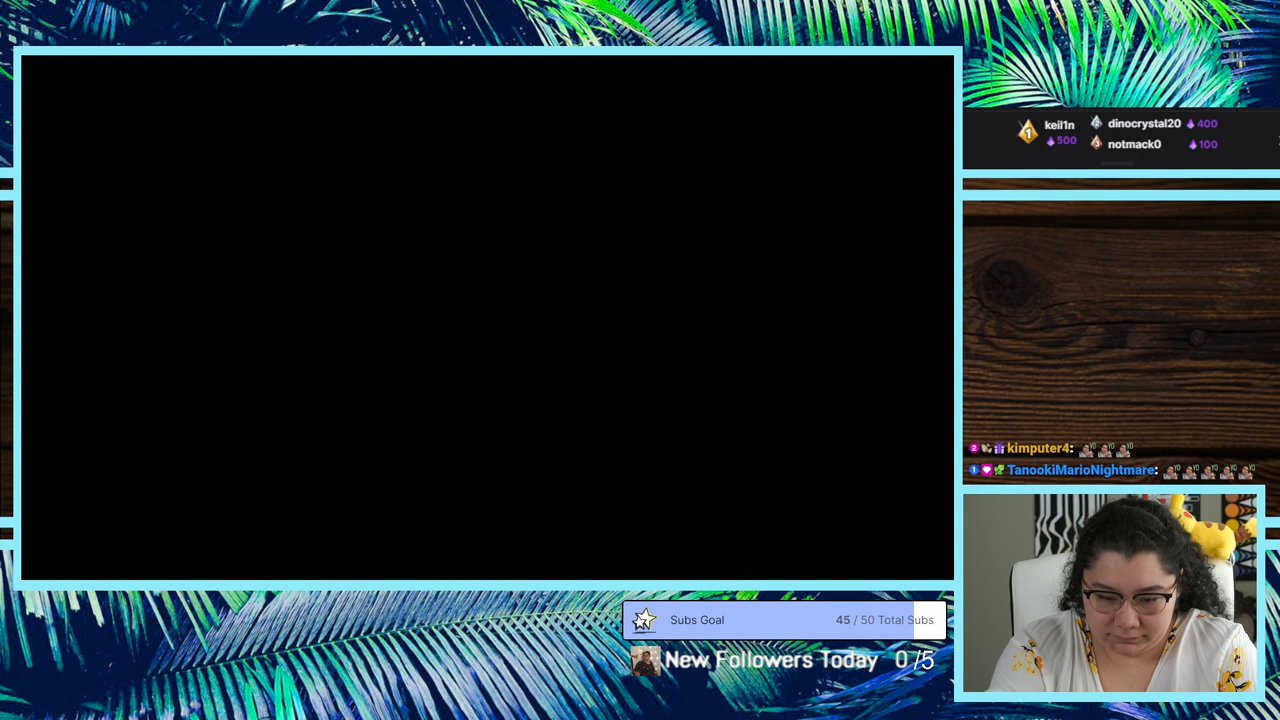 keil1n
500
dinocrystal20 400
notmack0 100
kimputer4:
TanookiMarioNightmare:
Subs Goal 45 / 50 Total Subs
New Followers Today 0 /5